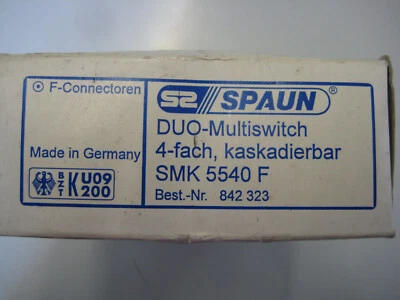 F-Connectoren
SPAUN®
DUO-Multiswitch
Made in Germany
4-fach, kaskadierbar
SMK 5540 F
BZT K U09 200
Best.-Nr. 842 323